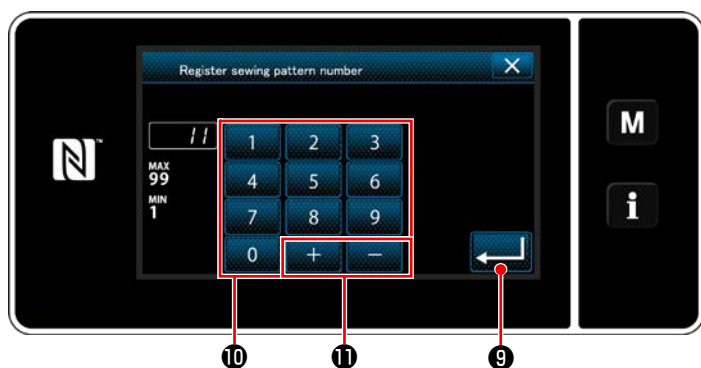 Register sewing pattern number
11
MAX
99
MIN
1
1 2 3
4 5 6
7 8 9
0 + −
M
i
N™
❿ ⓫ ❾